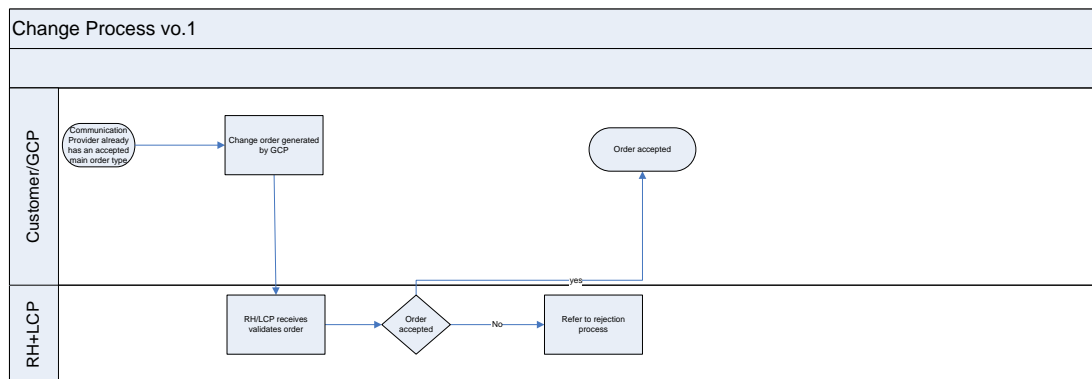 Change Process vo.1
Customer/GCP
Communication
Provider already
has an accepted
main order type
Change order generated
by GCP
Order accepted
yes
RH+LCP
RH/LCP receives
validates order
Order
accepted
No
Refer to rejection
process